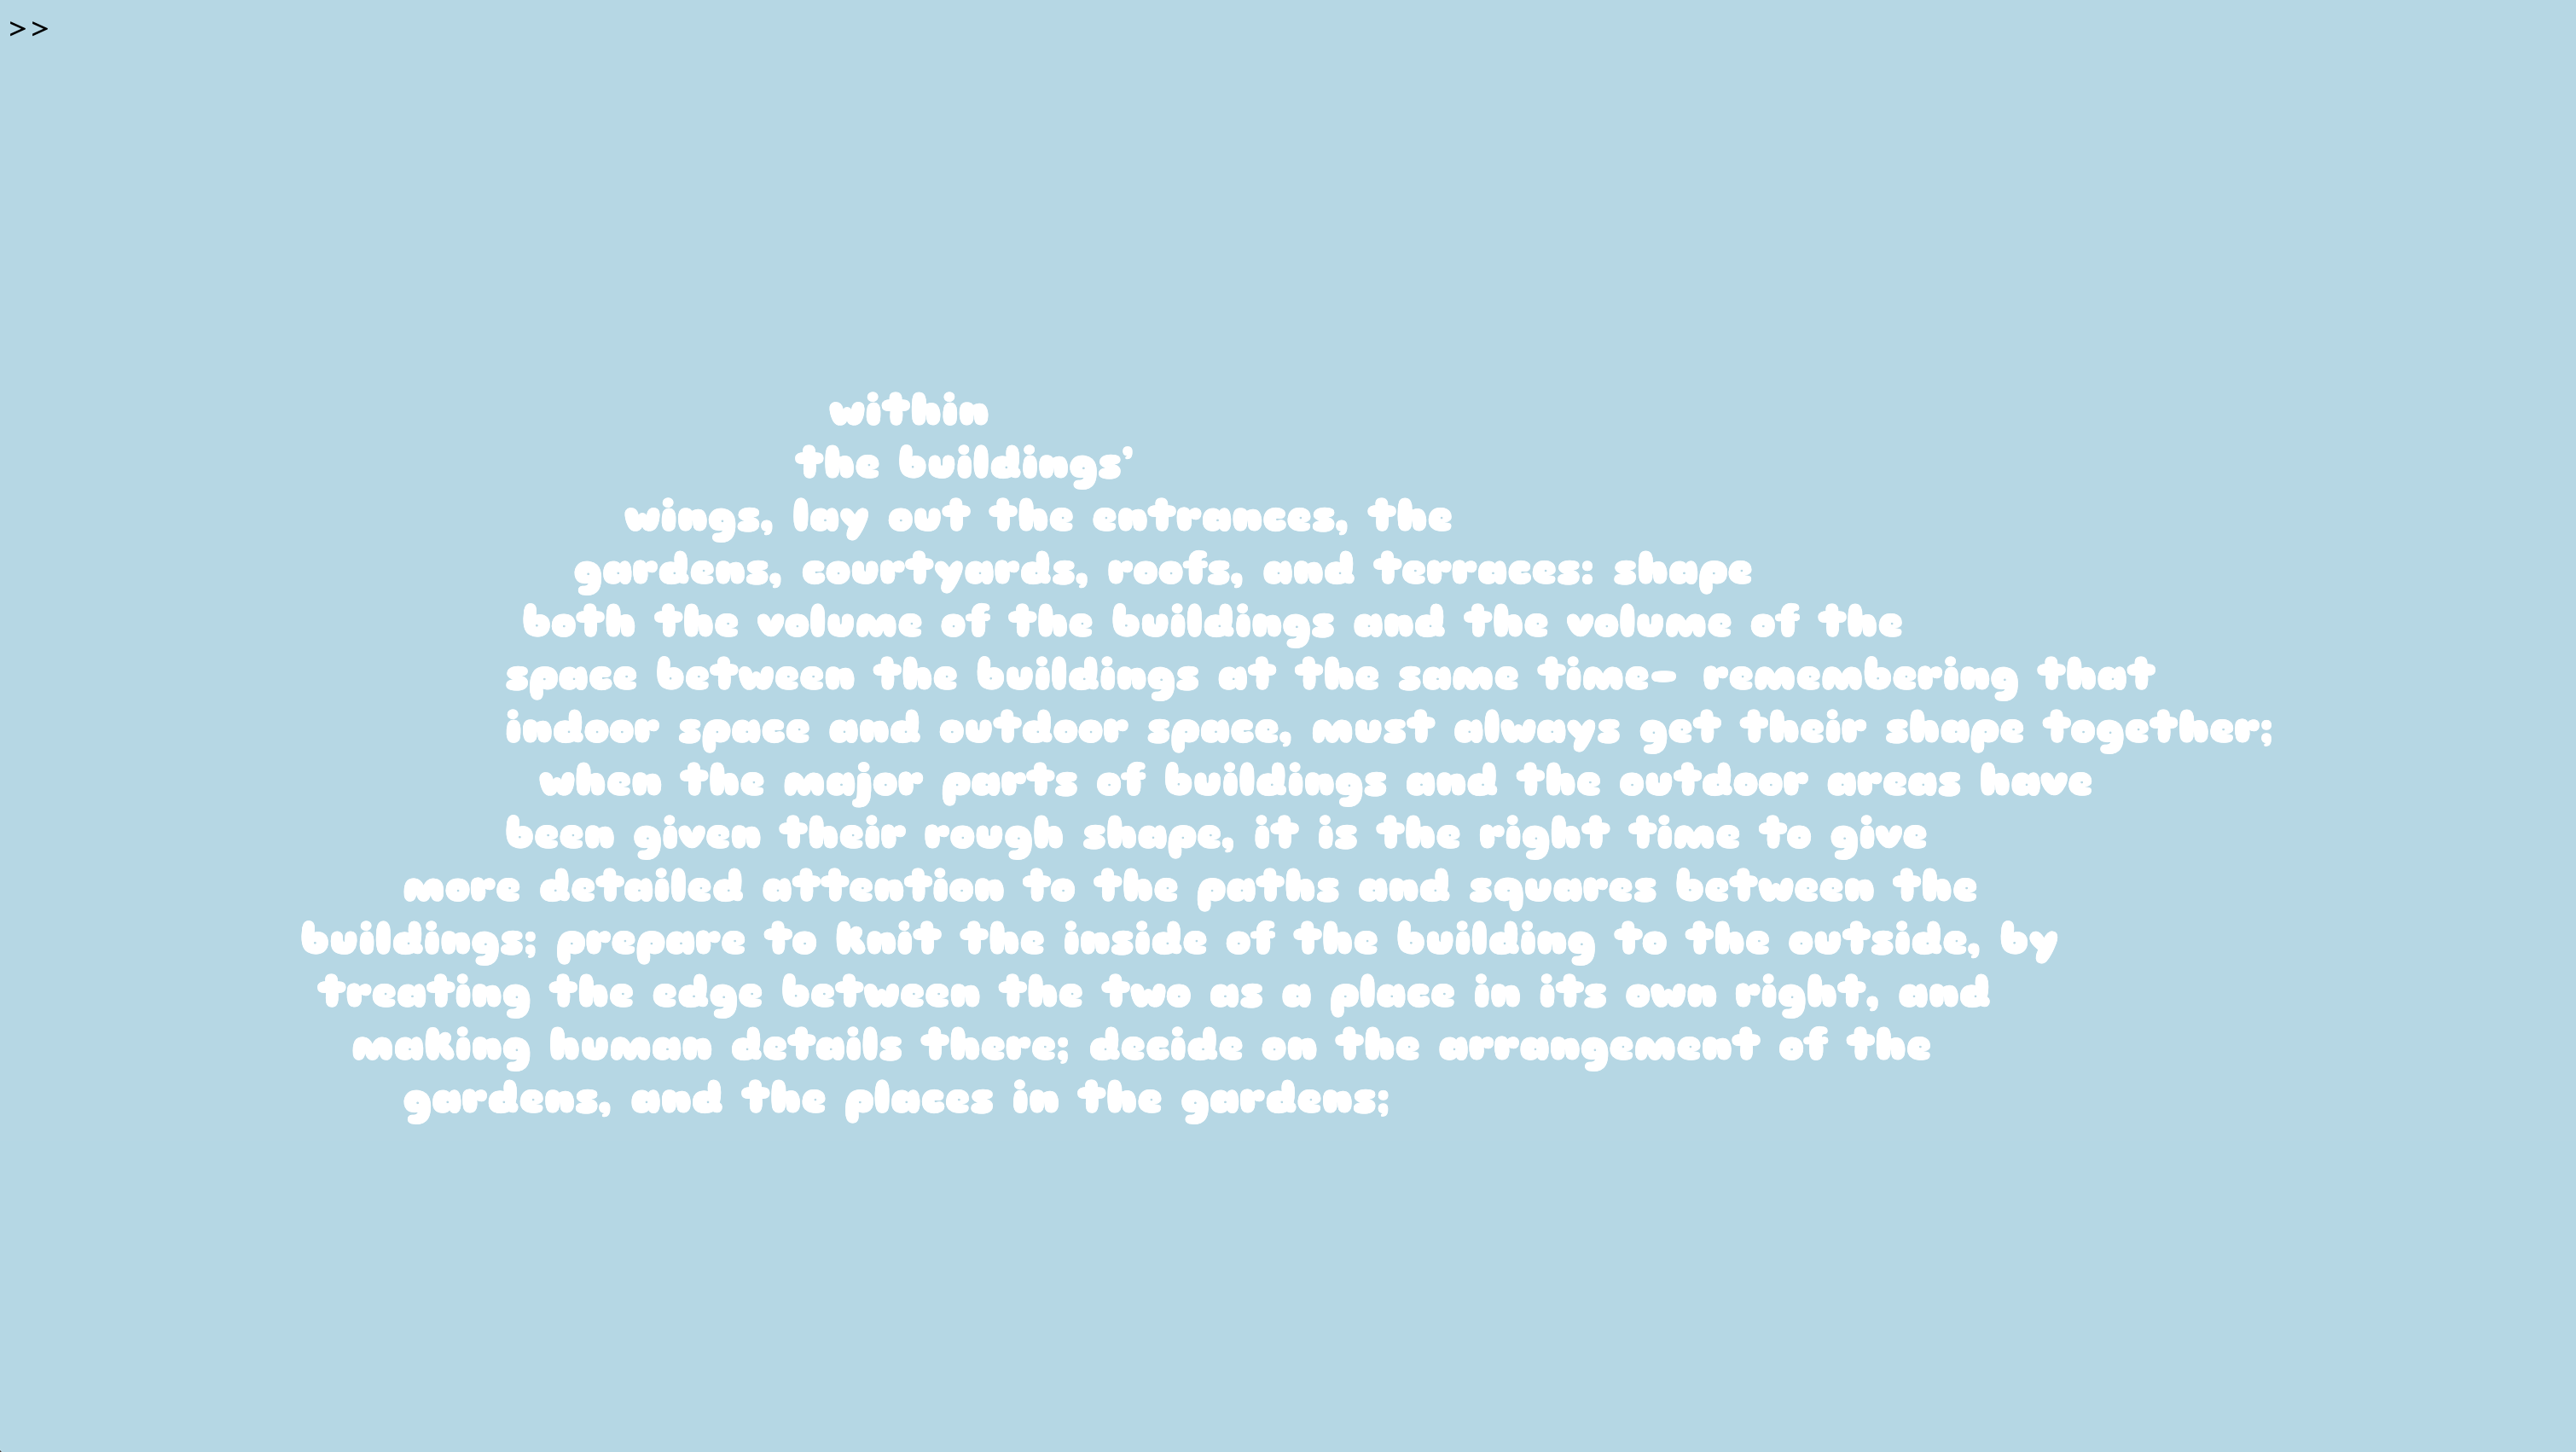 >>
within
the buildings’
wings, lay out the entrances, the
gardens, courtyards, roofs, and terraces: shape
both the volume of the buildings and the volume of the
space between the buildings at the same time- remembering that
indoor space and outdoor space, must always get their shape together;
when the major parts of buildings and the outdoor areas have
been given their rough shape, it is the right time to give
more detailed attention to the paths and squares between the
buildings; prepare to knit the inside of the building to the outside, by
treating the edge between the two as a place in its own right, and
making human details there; decide on the arrangement of the
gardens, and the places in the gardens;